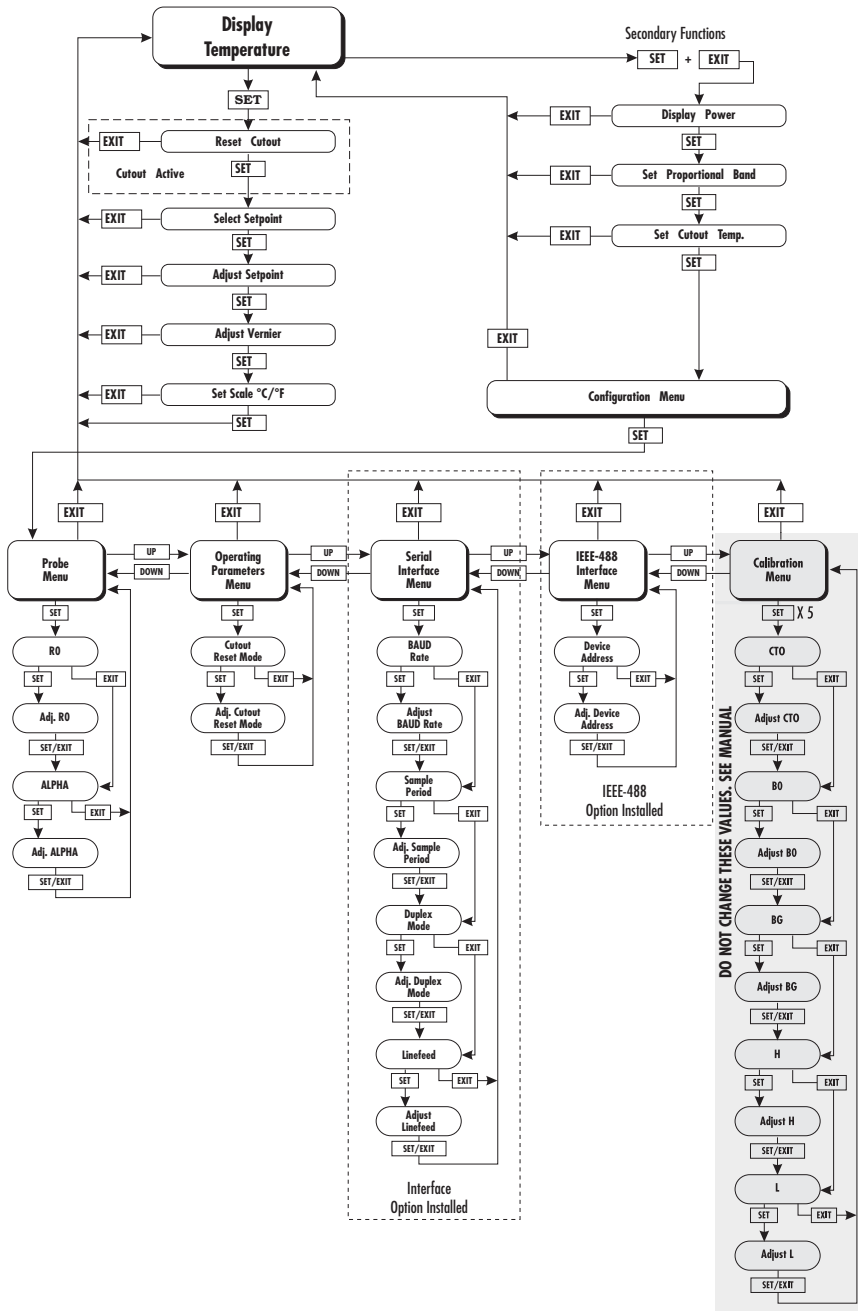 Display
Temperature
Secondary Functions
SET + EXIT
SET
EXIT Reset Cutout
Cutout Active SET
EXIT Select Setpoint
SET
EXIT Adjust Setpoint
SET
EXIT Adjust Vernier
SET
EXIT Set Scale °C/°F
SET
EXIT Display Power
SET
EXIT Set Proportional Band
SET
EXIT Set Cutout Temp.
SET
EXIT
Configuration Menu
SET
EXIT EXIT EXIT EXIT EXIT
Probe
Menu
UP
DOWN
Operating
Parameters
Menu
UP
DOWN
Serial
Interface
Menu
UP
DOWN
IEEE-488
Interface
Menu
UP
DOWN
Calibration
Menu
SET
R0
SET EXIT
Adj. R0
SET/EXIT
ALPHA
SET EXIT
Adj. ALPHA
SET/EXIT
SET
Cutout
Reset Mode
SET EXIT
Adj. Cutout
Reset Mode
SET/EXIT
SET
BAUD
Rate
SET EXIT
Adjust
BAUD Rate
SET/EXIT
Sample
Period
SET EXIT
Adj. Sample
Period
SET/EXIT
Duplex
Mode
SET EXIT
Adj. Duplex
Mode
SET/EXIT
Linefeed
SET EXIT
Adjust
Linefeed
SET/EXIT
Interface
Option Installed
SET
Device
Address
SET EXIT
Adj. Device
Address
SET/EXIT
IEEE-488
Option Installed
SET X 5
CTO
SET EXIT
Adjust CTO
SET/EXIT
B0
SET EXIT
Adjust B0
SET/EXIT
BG
SET EXIT
Adjust BG
SET/EXIT
H
SET EXIT
Adjust H
SET/EXIT
L
SET EXIT
Adjust L
SET/EXIT
DO NOT CHANGE THESE VALUES. SEE MANUAL